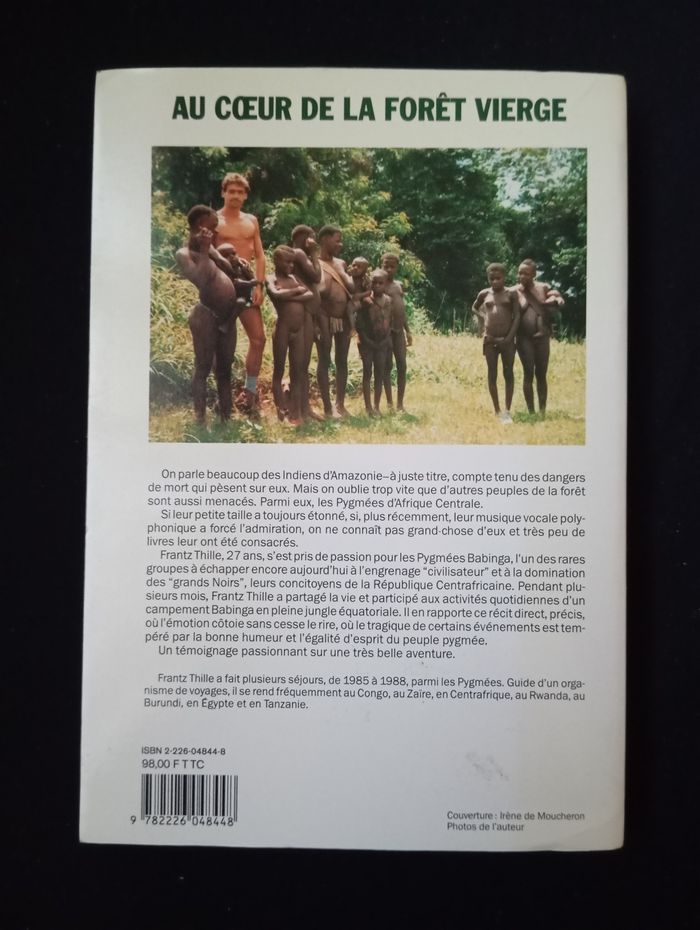 AU CŒUR DE LA FORÊT VIERGE
On parle beaucoup des Indiens d'Amazonie–à juste titre, compte tenu des dangers
de mort qui pèsent sur eux. Mais on oublie trop vite que d'autres peuples de la forêt
sont aussi menacés. Parmi eux, les Pygmées d'Afrique Centrale.
Si leur petite taille a toujours étonné, si, plus récemment, leur musique vocale poly-
phonique a forcé l'admiration, on ne connaît pas grand-chose d'eux et très peu de
livres leur ont été consacrés.
Frantz Thille, 27 ans, s'est pris de passion pour les Pygmées Babinga, l'un des rares
groupes à échapper encore aujourd'hui à l'engrenage "civilisateur" et à la domination
des "grands Noirs", leurs concitoyens de la République Centrafricaine. Pendant plu-
sieurs mois, Frantz Thille a partagé la vie et participé aux activités quotidiennes d'un
campement Babinga en pleine jungle équatoriale. Il en rapporte ce récit direct, précis,
où l'émotion côtoie sans cesse le rire, où le tragique de certains événements est tem-
péré par la bonne humeur et l'égalité d'esprit du peuple pygmée.
Un témoignage passionnant sur une très belle aventure.
Frantz Thille a fait plusieurs séjours, de 1985 à 1988, parmi les Pygmées. Guide d'un orga-
nisme de voyages, il se rend fréquemment au Congo, au Zaïre, en Centrafrique, au Rwanda, au
Burundi, en Égypte et en Tanzanie.
ISBN 2-226-04844-8
98,00 F TTC
9 782226 048448
Couverture : Irène de Moucheron
Photos de l'auteur